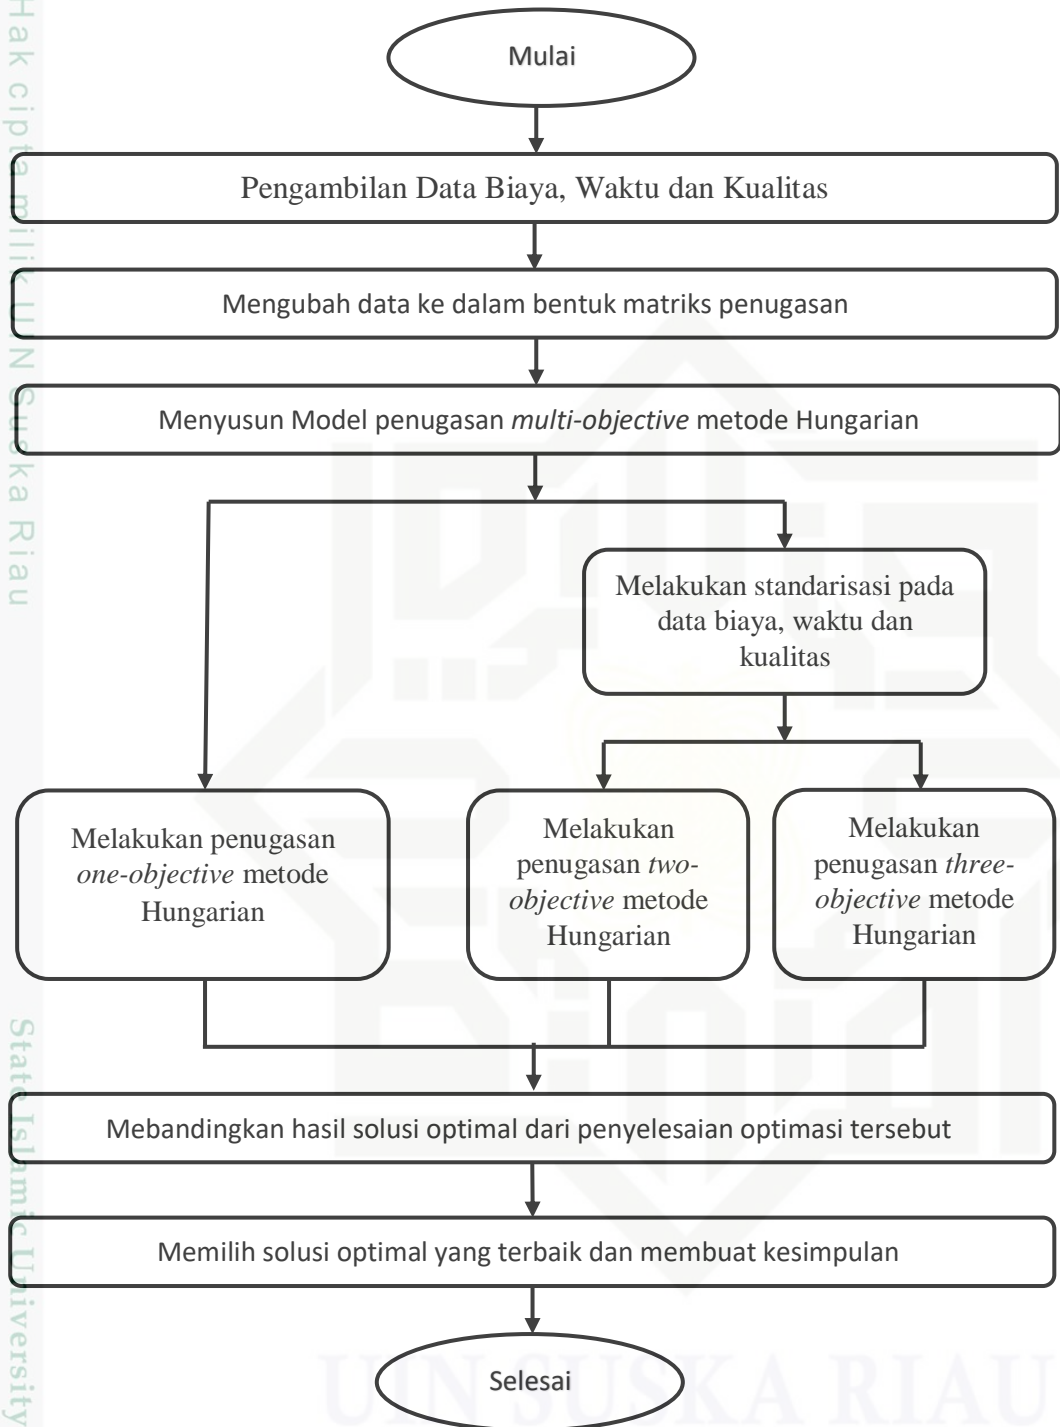 Hak cipta milik UIN Suska Riau
State Islamic University
Mulai
Pengambilan Data Biaya, Waktu dan Kualitas
Mengubah data ke dalam bentuk matriks penugasan
Menyusun Model penugasan multi-objective metode Hungarian
Melakukan standarisasi pada
data biaya, waktu dan
kualitas
Melakukan penugasan
one-objective metode
Hungarian
Melakukan
penugasan two-
objective metode
Hungarian
Melakukan
penugasan three-
objective metode
Hungarian
Mebandingkan hasil solusi optimal dari penyelesaian optimasi tersebut
Memilih solusi optimal yang terbaik dan membuat kesimpulan
Selesai
UIN SUSKA RIAU